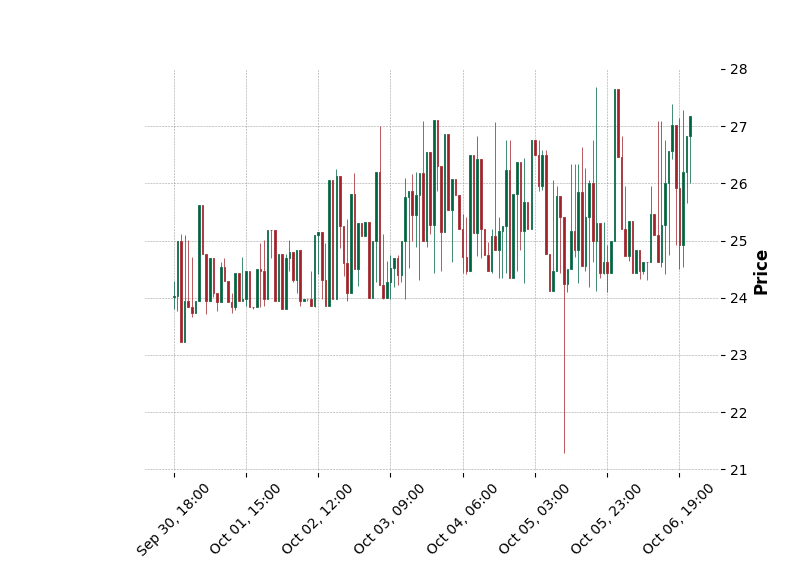 28
27
26
25
24
23
22
21
Price
Sep 30, 18:00
Oct 01, 15:00
Oct 02, 12:00
Oct 03, 09:00
Oct 04, 06:00
Oct 05, 03:00
Oct 05, 23:00
Oct 06, 19:00